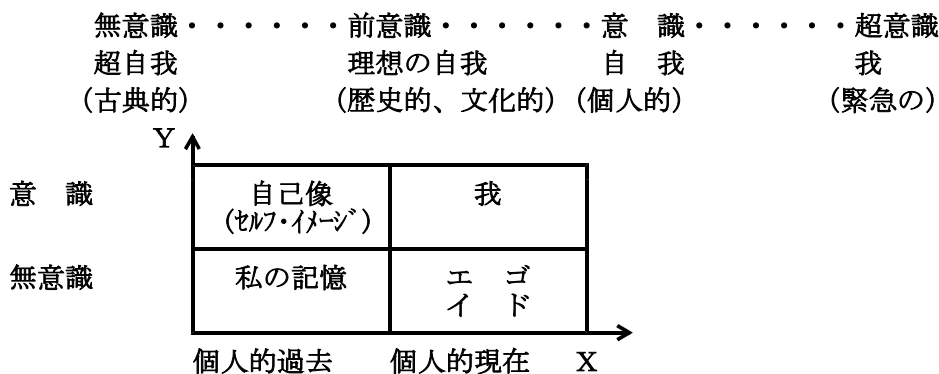 無意識・・・・・・前意識・・・・・・意　識・・・・・・超意識
超自我　理想の自我　自　我　我
（古典的）　（歴史的、文化的）（個人的）　（緊急の）
Y
意　識　自己像　我
（ｾﾙﾌ・ｲﾒｰｼﾞ）
無意識　私の記憶　エ　ゴ
イ　ド
個人的過去　個人的現在　X